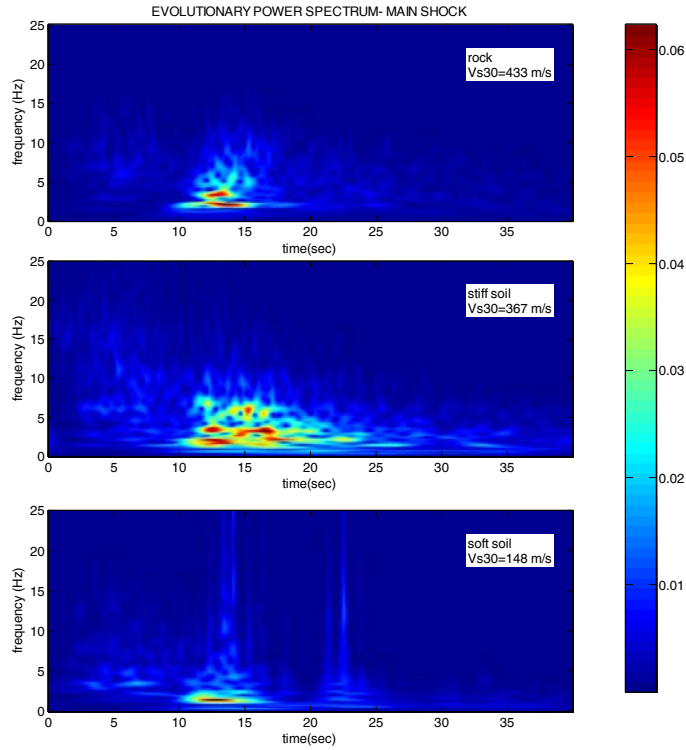 EVOLUTIONARY POWER SPECTRUM- MAIN SHOCK
25
20
15
10
5
0
frequency (Hz)
rock
Vs30=433 m/s
0 5 10 15 20 25 30 35
time(sec)
25
20
15
10
5
0
frequency (Hz)
stiff soil
Vs30=367 m/s
0 5 10 15 20 25 30 35
time(sec)
25
20
15
10
5
0
frequency (Hz)
soft soil
Vs30=148 m/s
0 5 10 15 20 25 30 35
time(sec)
0.06
0.05
0.04
0.03
0.02
0.01